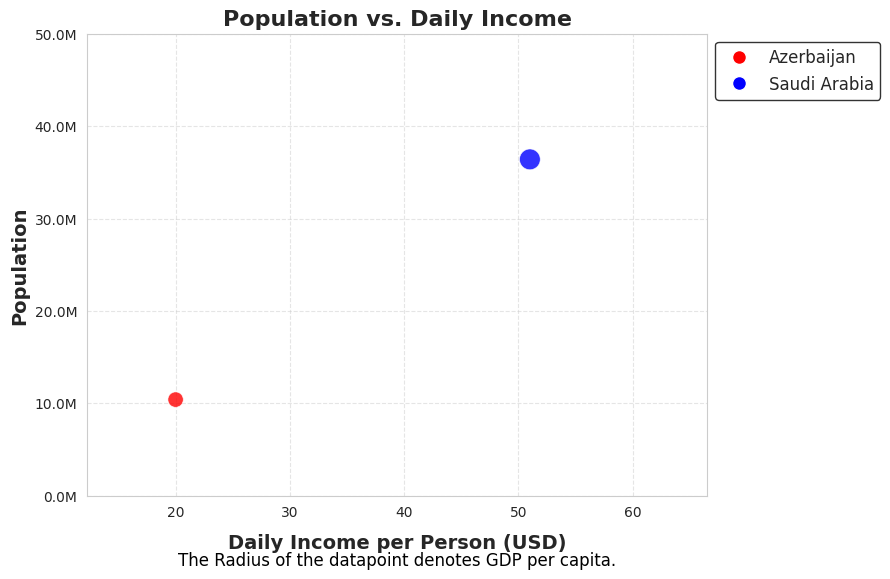 Population vs. Daily Income
Azerbaijan
Saudi Arabia
50.0M
40.0M
30.0M
20.0M
10.0M
0.0M
Population
20 30 40 50 60
Daily Income per Person (USD)
The Radius of the datapoint denotes GDP per capita.